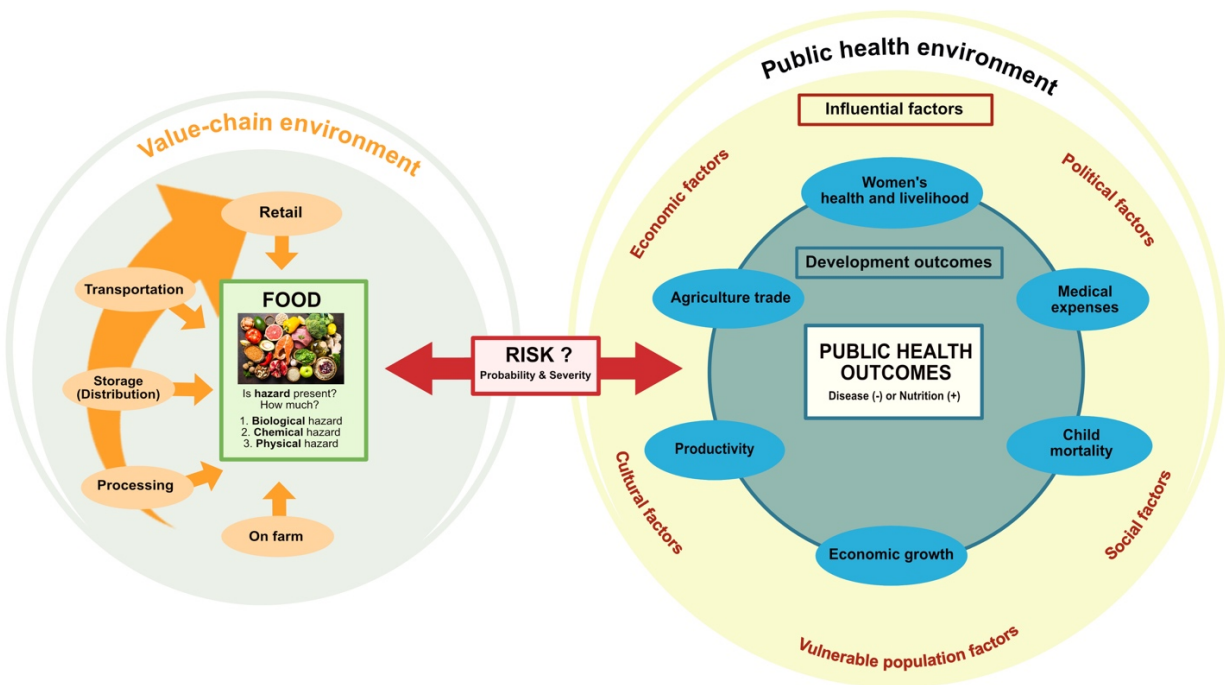 Value-chain environment
Retail
Transportation
Storage
(Distribution)
Processing
On farm
FOOD
Is hazard present?
How much?
1. Biological hazard
2. Chemical hazard
3. Physical hazard
RISK ?
Probability & Severity
Public health environment
Influential factors
Economic factors
Political factors
Women's
health and livelihood
Development outcomes
Agriculture trade
Medical
expenses
PUBLIC HEALTH
OUTCOMES
Disease (-) or Nutrition (+)
Productivity
Child
mortality
Cultural factors
Social factors
Economic growth
Vulnerable population factors